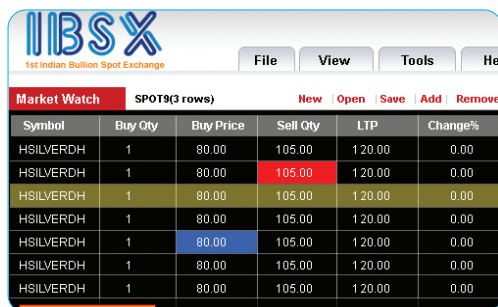 IBSX
1st Indian Bullion Spot Exchange
File View Tools He
Market Watch SPOT9(3 rows) New | Open | Save | Add | Remove
Symbol Buy Qty Buy Price Sell Qty LTP Change%
HSILVERDH 1 80.00 105.00 120.00 0.00
HSILVERDH 1 80.00 105.00 120.00 0.00
HSILVERDH 1 80.00 105.00 120.00 0.00
HSILVERDH 1 80.00 105.00 120.00 0.00
HSILVERDH 1 80.00 105.00 120.00 0.00
HSILVERDH 1 80.00 105.00 120.00 0.00
HSILVERDH 1 80.00 105.00 120.00 0.00